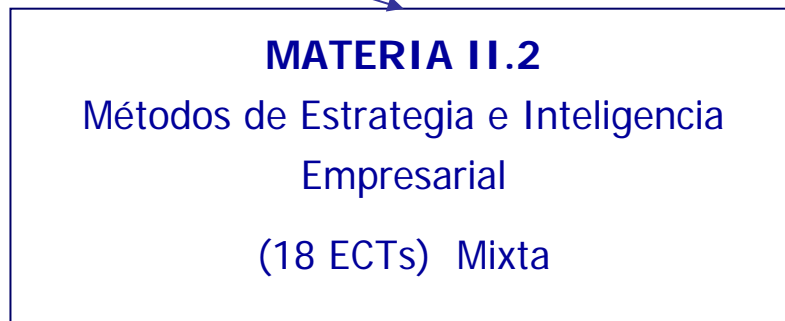 MATERIA II.2
Métodos de Estrategia e Inteligencia
Empresarial
(18 ECTs) Mixta